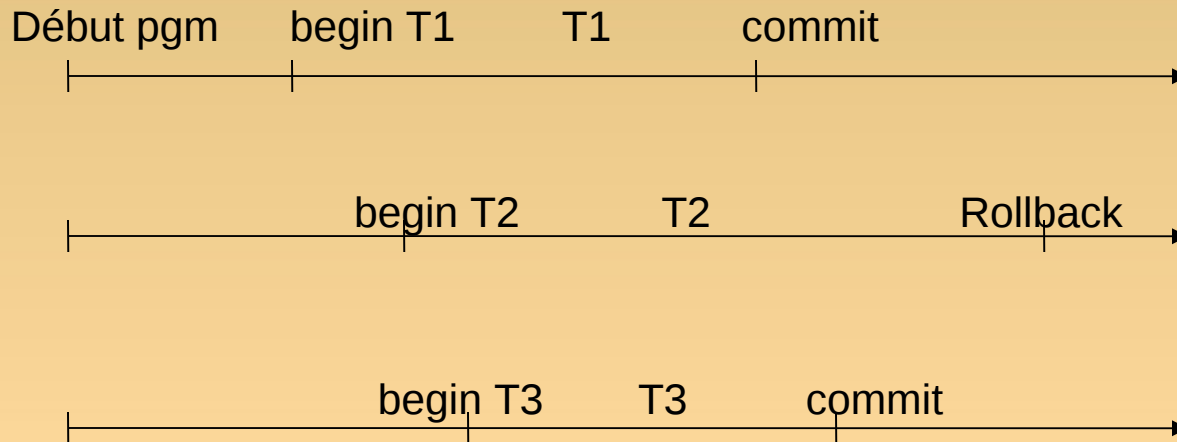 Début pgm begin T1 T1 commit
begin T2 T2 Rollback
begin T3 T3 commit